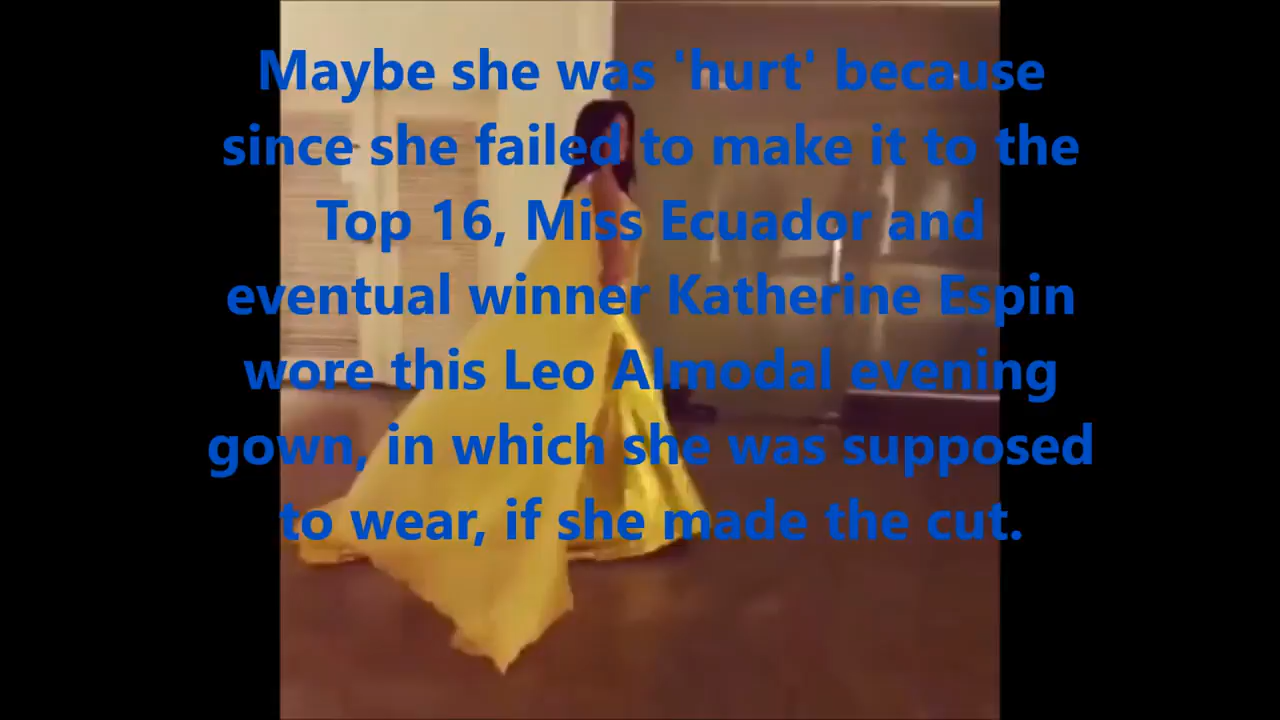 Maybe she was 'hurt' because
since she failed to make it to the
Top 16, Miss Ecuador and
eventual winner Katherine Espin
wore this Leo Almodal evening
gown, in which she was supposed
to wear, if she made the cut.